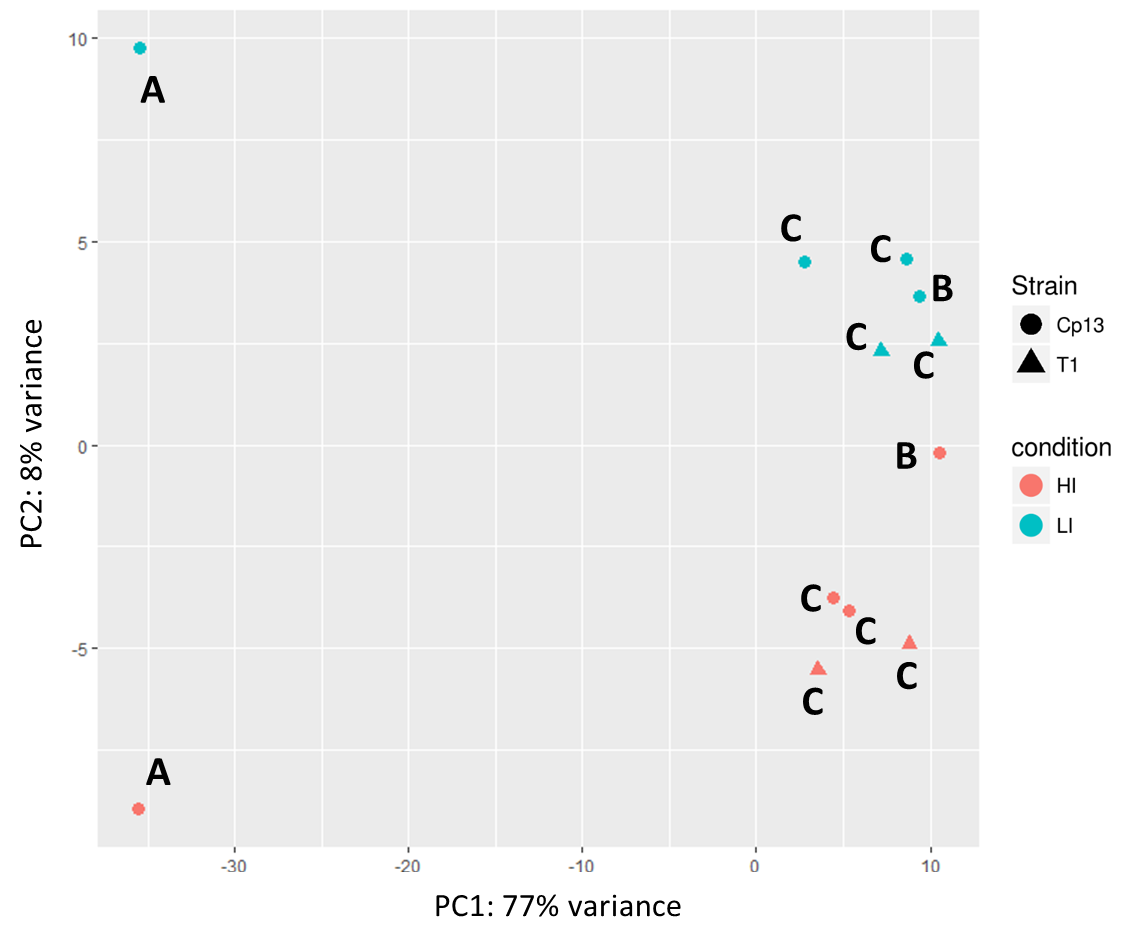 10
A
C
C
5
B
Strain
C
Cp13
C
T1
PC2: 8% variance
0
B
condition
HI
LI
C
C
-5
C
C
A
-30
-20
-10
0
10
PC1: 77% variance